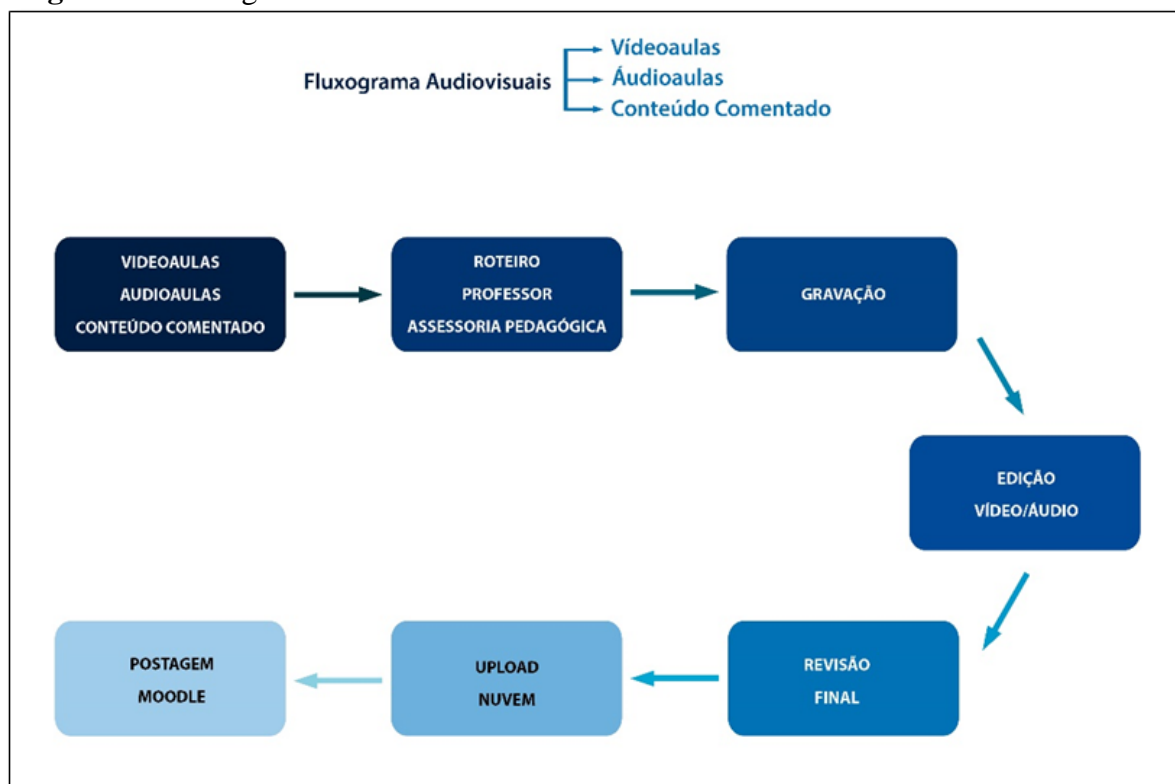 Fluxograma Audiovisuais
Vídeoaulas
Áudioaulas
Conteúdo Comentado
VIDEOAULAS
AUDIOAULAS
CONTEÚDO COMENTADO
ROTEIRO
PROFESSOR
ASSESSORIA PEDAGÓGICA
GRAVAÇÃO
EDIÇÃO
VÍDEO/ÁUDIO
REVISÃO
FINAL
UPLOAD
NUVEM
POSTAGEM
MOODLE